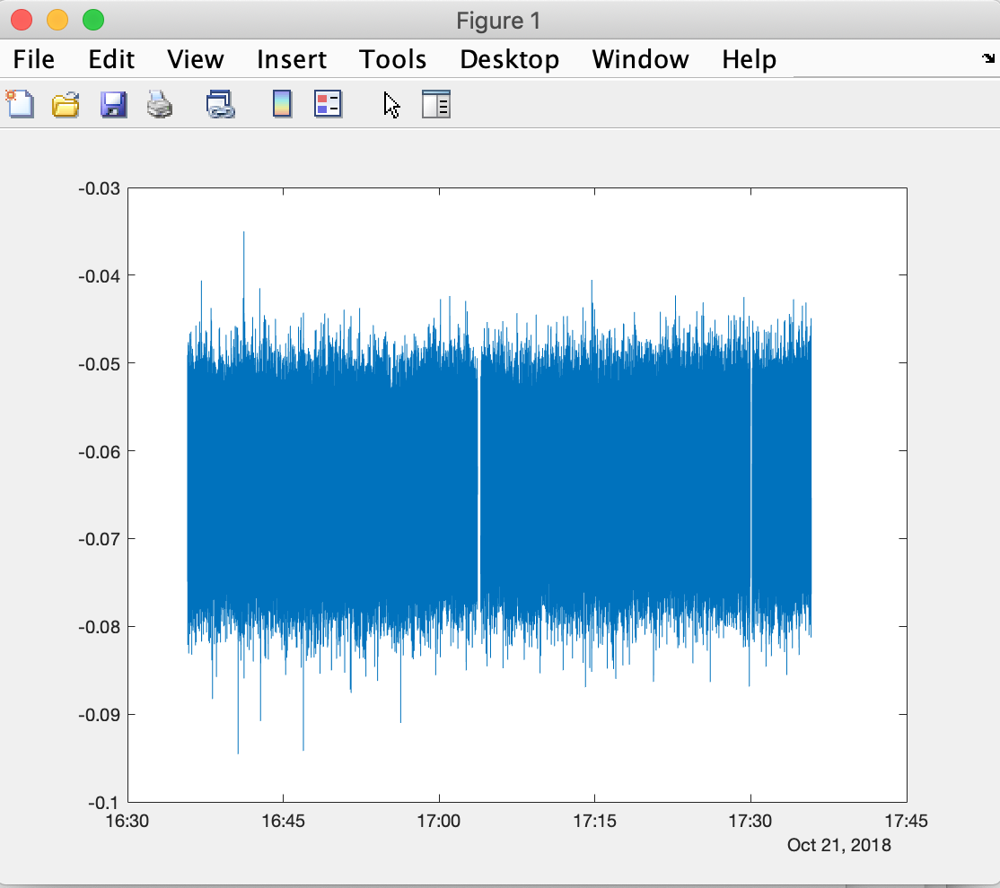 Figure 1
File Edit View Insert Tools Desktop Window Help
-0.03
-0.04
-0.05
-0.06
-0.07
-0.08
-0.09
-0.1
16:30 16:45 17:00 17:15 17:30 17:45
Oct 21, 2018